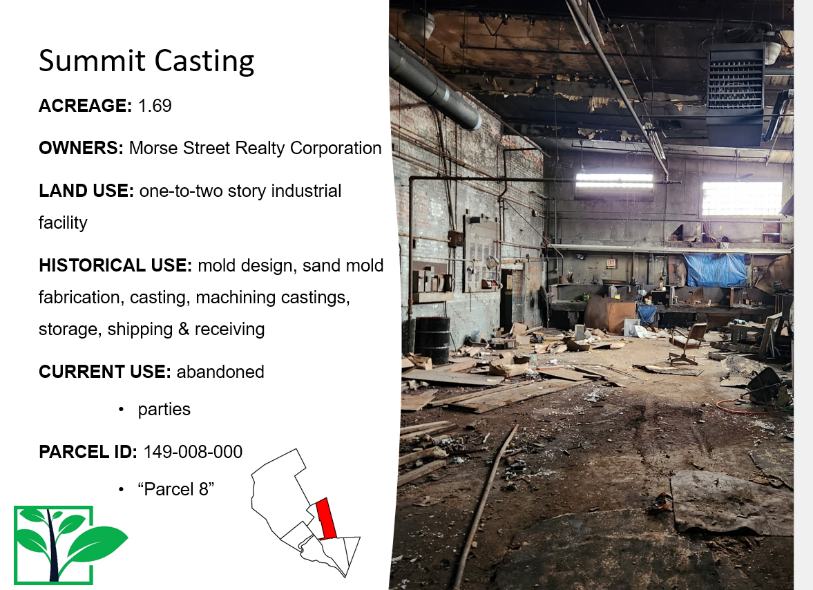 Summit Casting
ACREAGE: 1.69
OWNERS: Morse Street Realty Corporation
LAND USE: one-to-two story industrial
facility
HISTORICAL USE: mold design, sand mold
fabrication, casting, machining castings,
storage, shipping & receiving
CURRENT USE: abandoned
• parties
PARCEL ID: 149-008-000
• “Parcel 8”